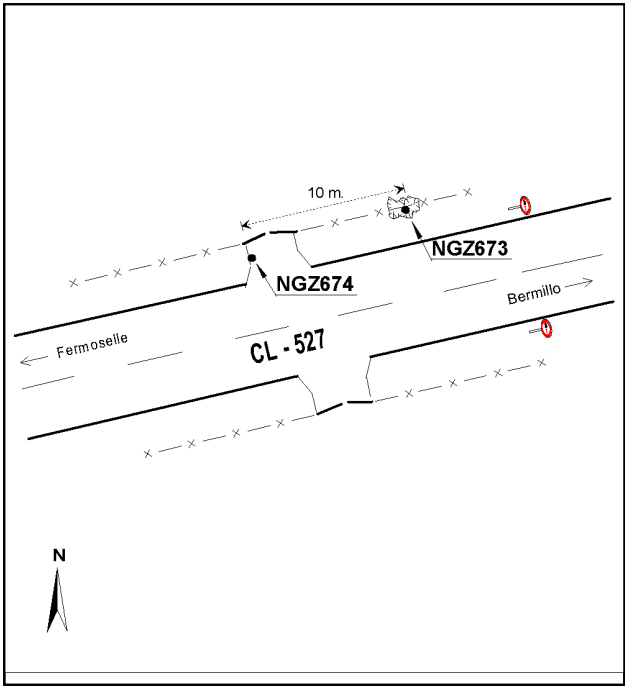 10 m.
NGZ673
NGZ674
Bermillo
Fermoselle
CL - 527
N